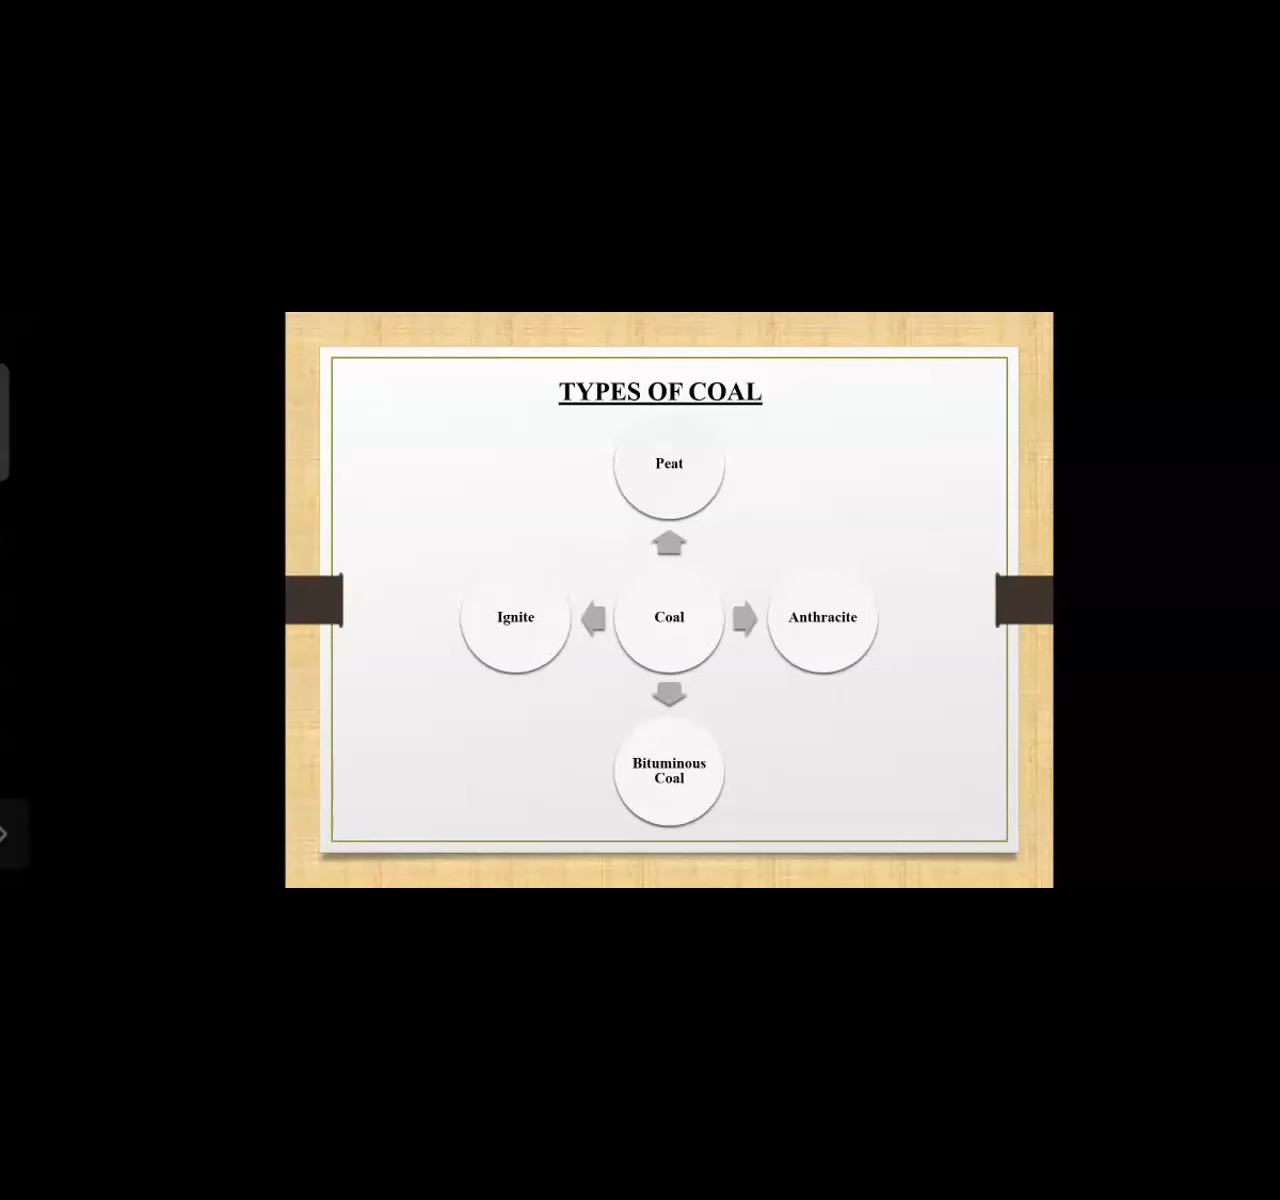 TYPES OF COAL
Peat
Ignite
Coal
Anthracite
Bituminous
Coal